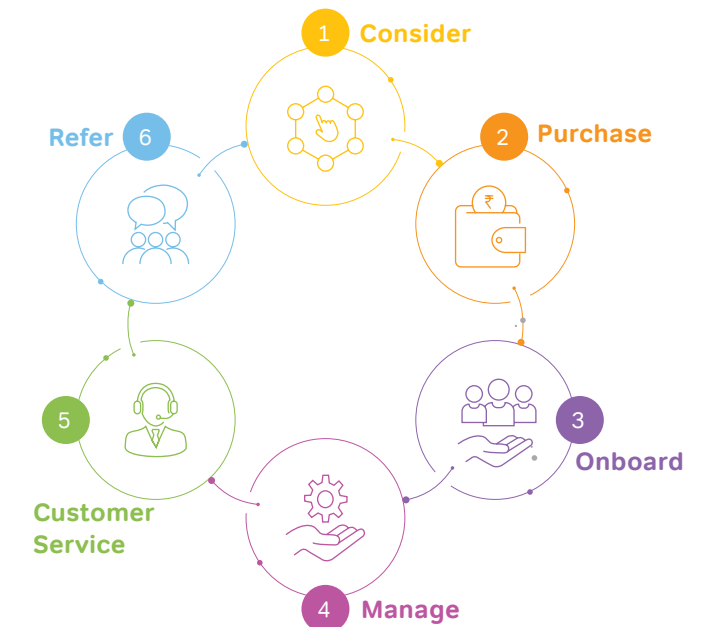 1 Consider
2 Purchase
₹
3
Onboard
4 Manage
5
Customer
Service
Refer 6